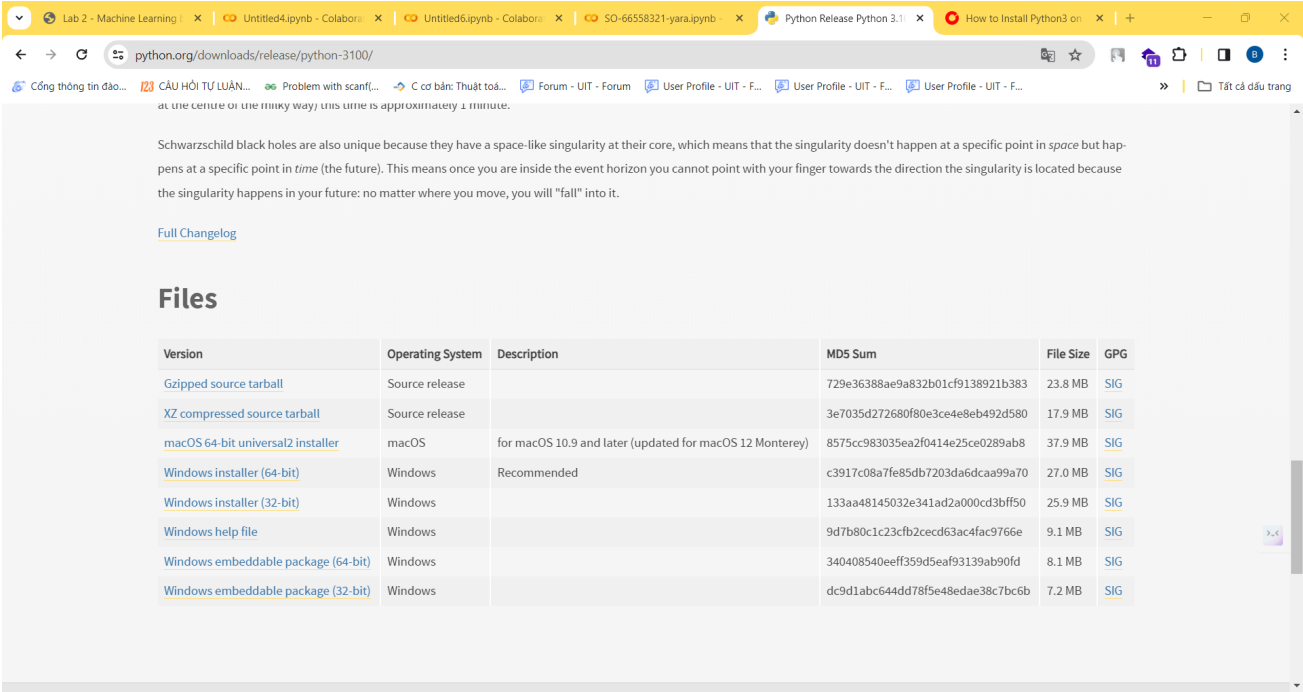 Lab 2 - Machine Learning
Untitled4.ipynb - Colabora
Untitled6.ipynb - Colabora
SO-66558321-yara.ipynb -
Python Release Python 3.1
How to Install Python3 on
python.org/downloads/release/python-3100/
11
B
Cổng thông tin đào...
123
CÂU HỎI TỰ LUẬN...
Problem with scanf(...
C cơ bản: Thuật toá...
Forum - UIT - Forum
User Profile - UIT - F...
User Profile - UIT - F...
User Profile - UIT - F...
Tất cả dấu trang
at the centre of the milky way) this time is approximately 1 minute.
Schwarzschild black holes are also unique because they have a space-like singularity at their core, which means that the singularity doesn't happen at a specific point in space but hap-
pens at a specific point in time (the future). This means once you are inside the event horizon you cannot point with your finger towards the direction the singularity is located because
the singularity happens in your future: no matter where you move, you will "fall" into it.
Full Changelog
Files
Version Operating System Description MD5 Sum File Size GPG
Gzipped source tarball Source release 729e36388ae9a832b01cf9138921b383 23.8 MB SIG
XZ compressed source tarball Source release 3e7035d272680f80e3ce4e8eb492d580 17.9 MB SIG
macOS 64-bit universal2 installer macOS for macOS 10.9 and later (updated for macOS 12 Monterey) 8575cc983035ea2f0414e25ce0289ab8 37.9 MB SIG
Windows installer (64-bit) Windows Recommended c3917c08a7fe85db7203da6dcaa99a70 27.0 MB SIG
Windows installer (32-bit) Windows 133aa48145032e341ad2a000cd3bff50 25.9 MB SIG
Windows help file Windows 9d7b80c1c23cfb2cecd63ac4fac9766e 9.1 MB SIG
Windows embeddable package (64-bit) Windows 340408540eeff359d5eaf93139ab90fd 8.1 MB SIG
Windows embeddable package (32-bit) Windows dc9d1abc644dd78f5e48edae38c7bc6b 7.2 MB SIG